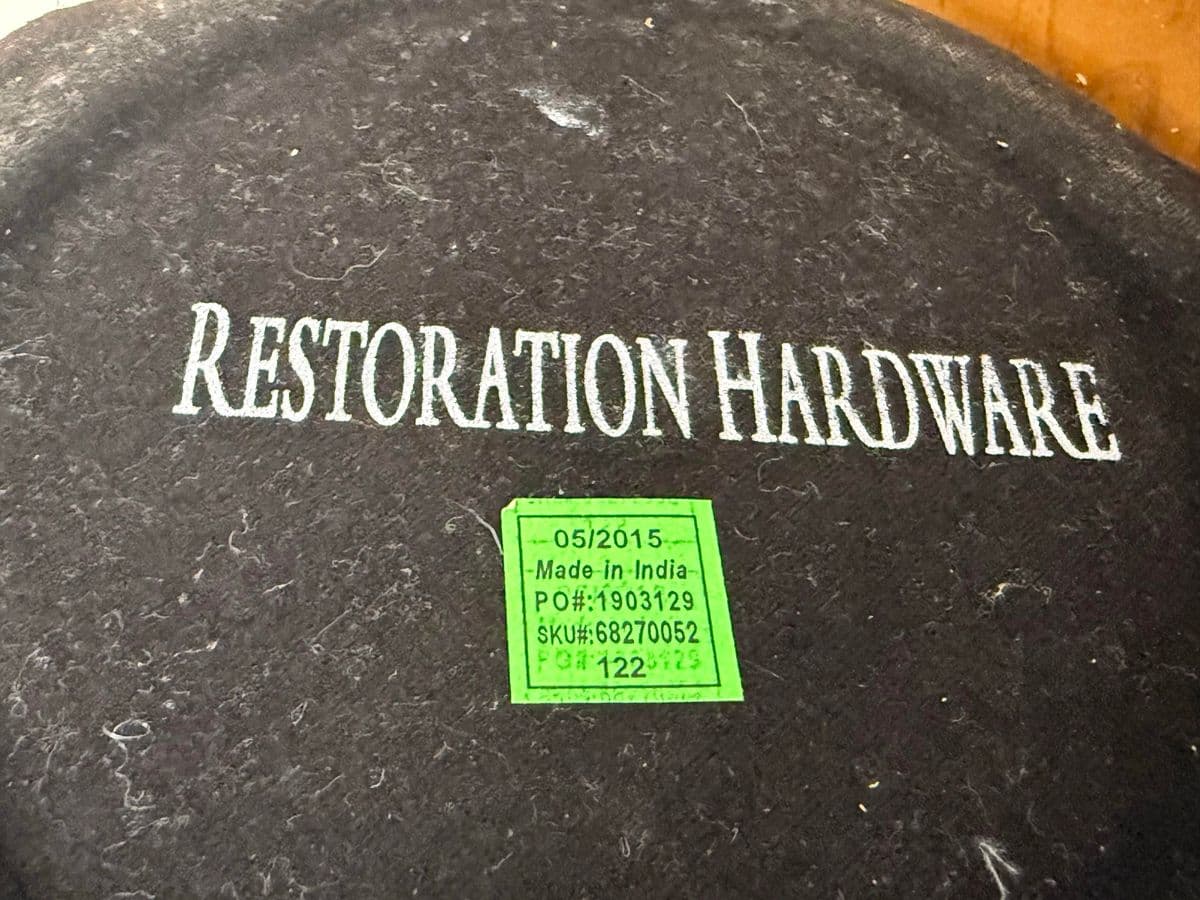 RESTORATION HARDWARE
05/2015
Made in India
PO#:1903129
SKU#:68270052
122